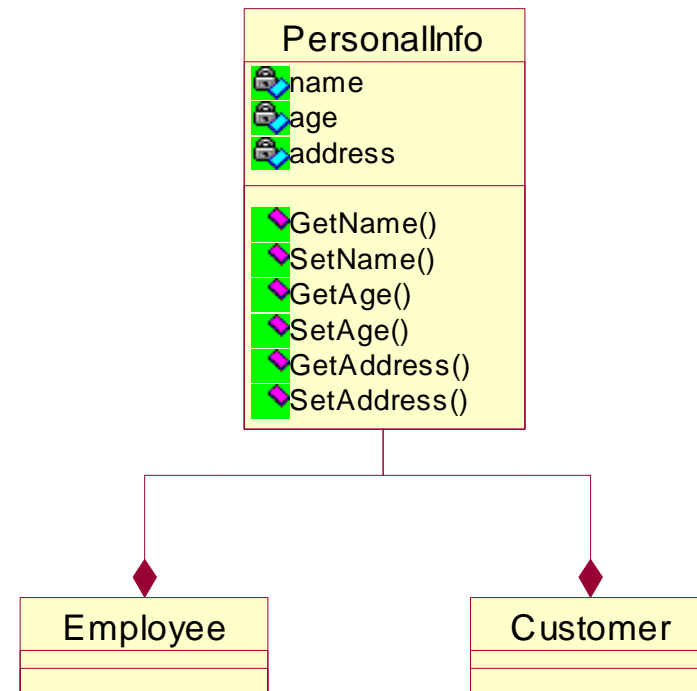 PersonalInfo
name
age
address
GetName()
SetName()
GetAge()
SetAge()
GetAddress()
SetAddress()
Employee
Customer